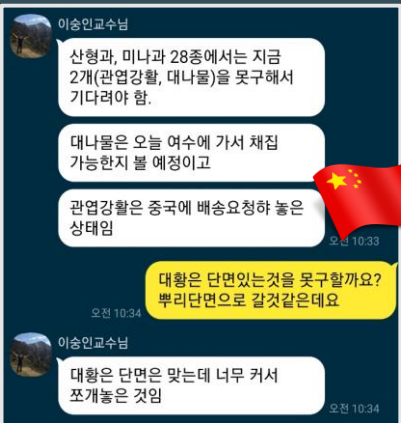 이숭인교수님
산형과, 미나과 28종에서는 지금
2개(관엽강활, 대나물)을 못구해서
기다려야 함.
대나물은 오늘 여수에 가서 채집
가능한지 볼 예정이고
관엽강활은 중국에 배송요청햐 놓은
상태임
오전 10:33
대황은 단면있는것을 못구할까요?
뿌리단면으로 갈것같은데요
오전 10:34
이숭인교수님
대황은 단면은 맞는데 너무 커서
쪼개놓은 것임
오전 10:34